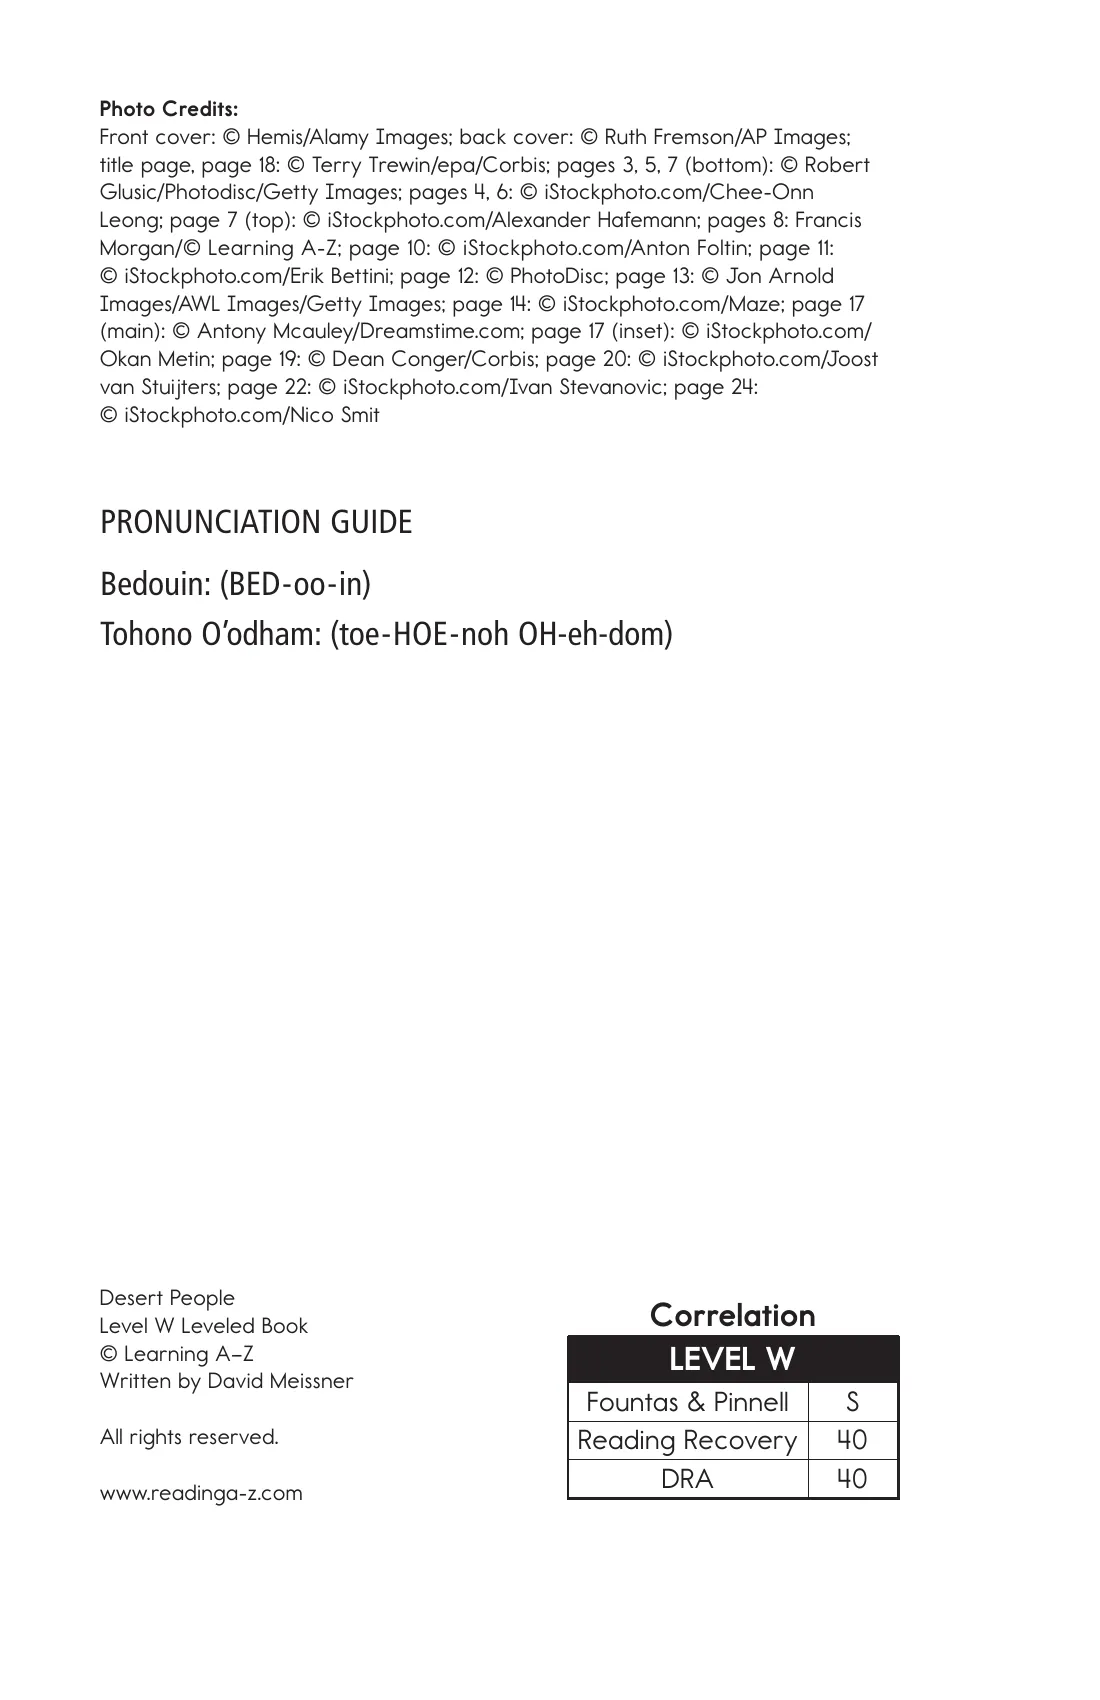 Photo Credits:
Front cover: © Hemis/Alamy Images; back cover: © Ruth Fremson/AP Images;
title page, page 18: © Terry Trewin/epa/Corbis; pages 3, 5, 7 (bottom): © Robert
Glusic/Photodisc/Getty Images; pages 4, 6: © iStockphoto.com/Chee-Onn
Leong; page 7 (top): © iStockphoto.com/Alexander Hafemann; pages 8: Francis
Morgan/© Learning A-Z; page 10: © iStockphoto.com/Anton Foltin; page 11:
© iStockphoto.com/Erik Bettini; page 12: © PhotoDisc; page 13: © Jon Arnold
Images/AWL Images/Getty Images; page 14: © iStockphoto.com/Maze; page 17
(main): © Antony Mcauley/Dreamstime.com; page 17 (inset): © iStockphoto.com/
Okan Metin; page 19: © Dean Conger/Corbis; page 20: © iStockphoto.com/Joost
van Stuijters; page 22: © iStockphoto.com/Ivan Stevanovic; page 24:
© iStockphoto.com/Nico Smit
PRONUNCIATION GUIDE
Bedouin: (BED-oo-in)
Tohono O’odham: (toe-HOE-noh OH-eh-dom)
Desert People
Level W Leveled Book
© Learning A–Z
Written by David Meissner
All rights reserved.
www.readinga-z.com
Correlation
LEVEL W
Fountas & Pinnell S
Reading Recovery 40
DRA 40